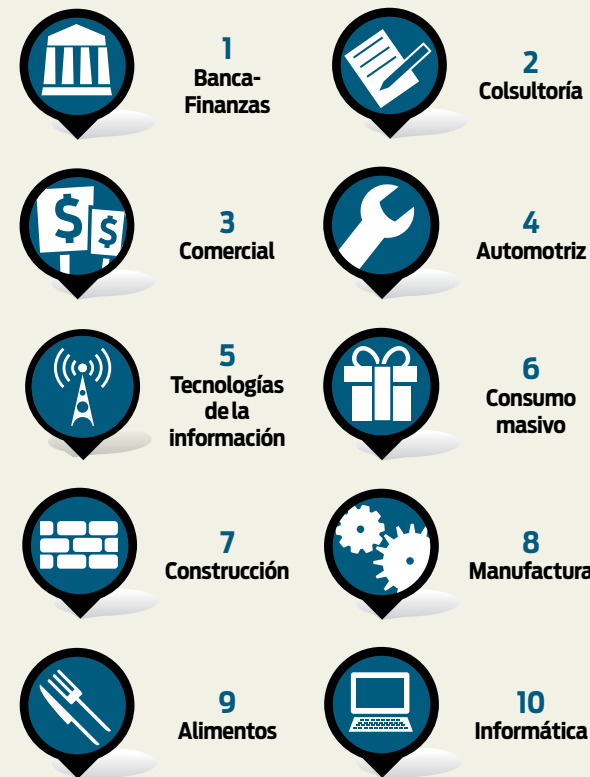 1
Banca-
Finanzas
2
Colsultoría
$
$
3
Comercial
4
Automotriz
5
Tecnologías
de la
información
6
Consumo
masivo
7
Construcción
8
Manufactura
9
Alimentos
10
Informática